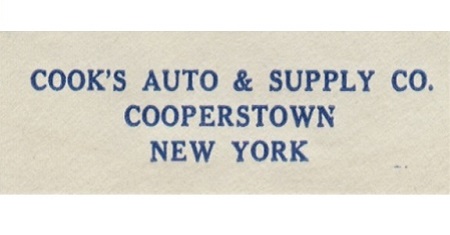 COOK'S AUTO & SUPPLY CO.
COOPERSTOWN
NEW YORK